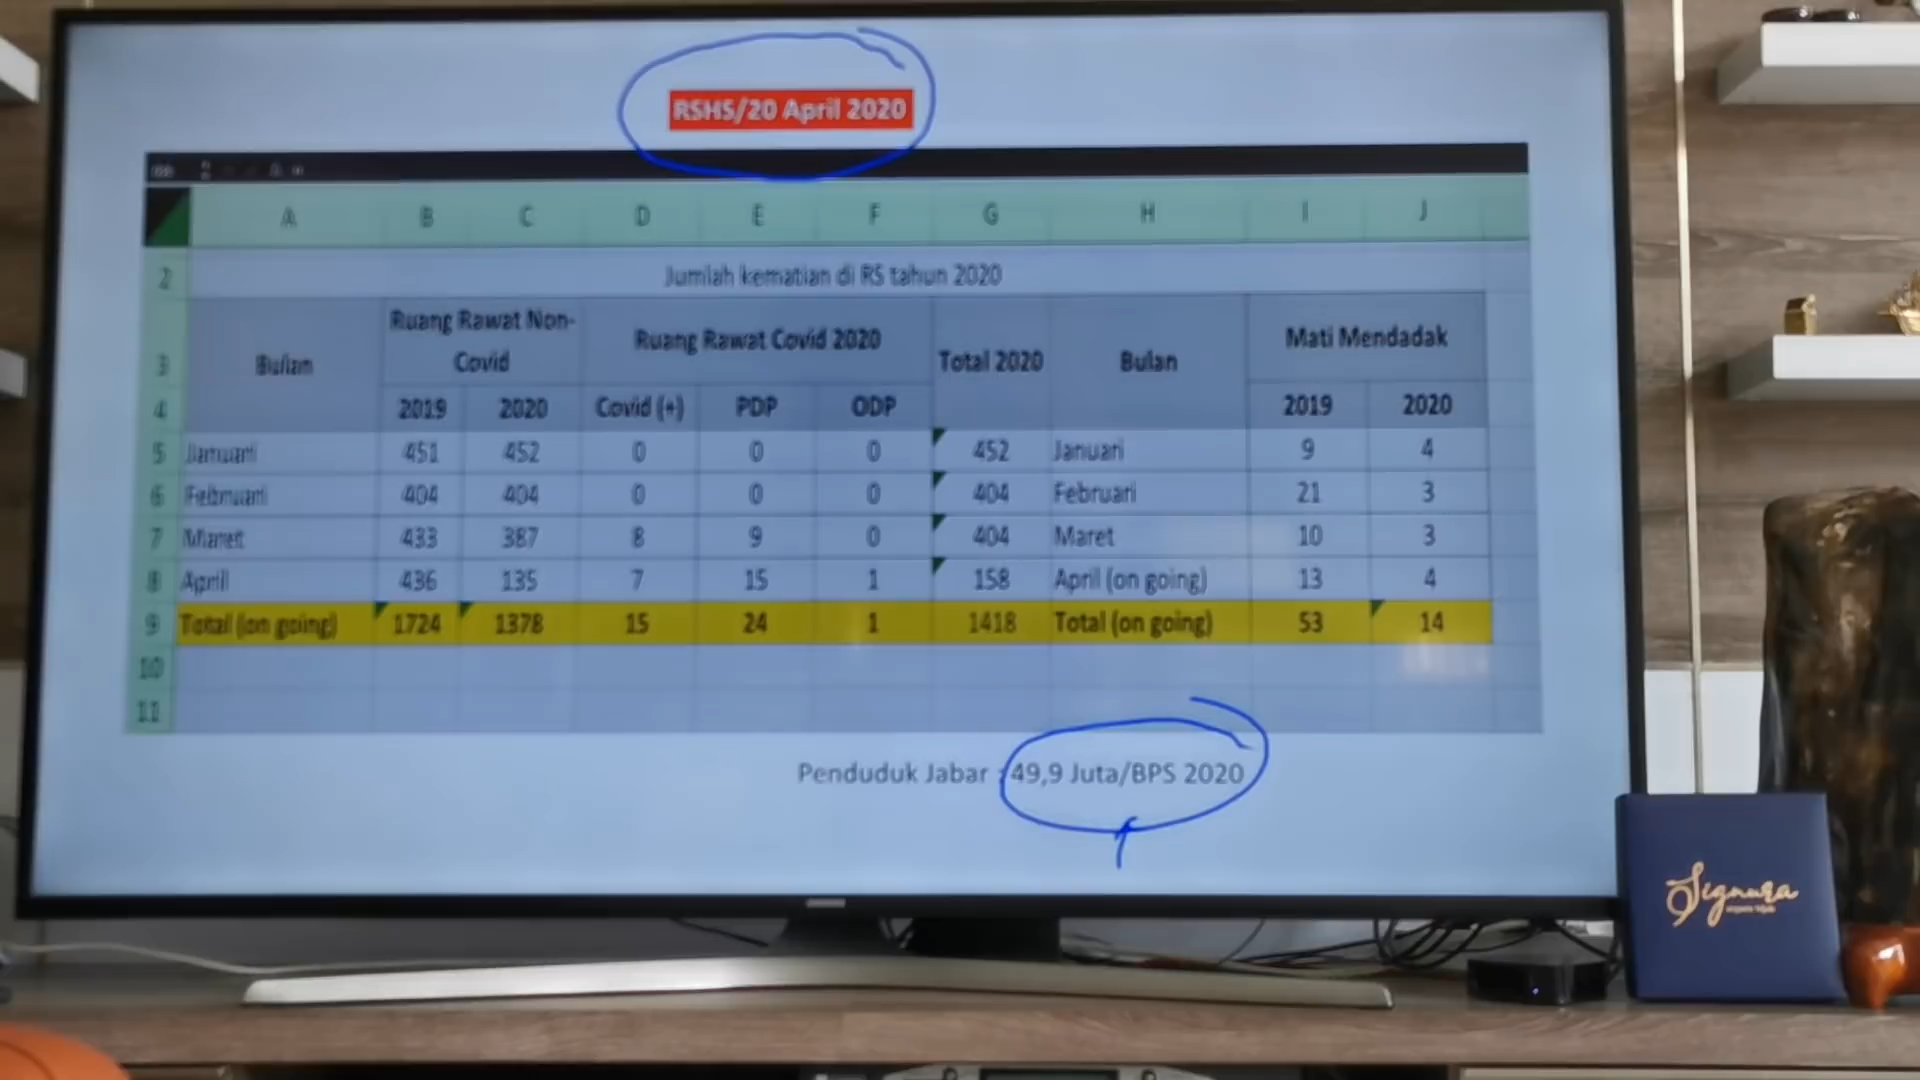 RSHS/20 April 2020
A B C D E F G H I J
2 Jumlah kematian di RS tahun 2020
3 Bulan Ruang Rawat Non-Covid Ruang Rawat Covid 2020 Total 2020 Bulan Mati Mendadak
4 2019 2020 Covid (+) PDP ODP 2019 2020
5 Januari 451 452 0 0 0 452 Januari 9 4
6 Februari 404 404 0 0 0 404 Februari 21 3
7 Maret 433 387 8 9 0 404 Maret 10 3
8 April 436 135 7 15 1 158 April (on going) 13 4
9 Total (on going) 1724 1378 15 24 1 1418 Total (on going) 53 14
10
11
Penduduk Jabar : 49,9 Juta/BPS 2020
Signura